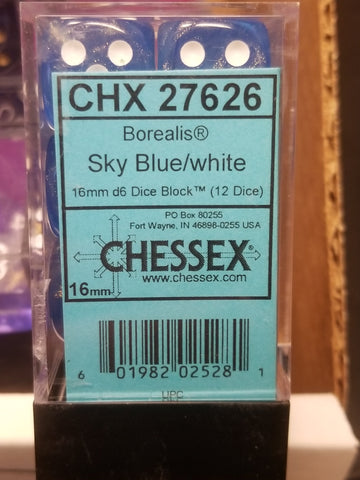 CHX 27626
Borealis®
Sky Blue/white
16mm d6 Dice Block™ (12 Dice)
PO Box 80255
Fort Wayne, IN 46898-0255 USA
CHESSEX®
www.chessex.com
16mm
6 01982 02528 1